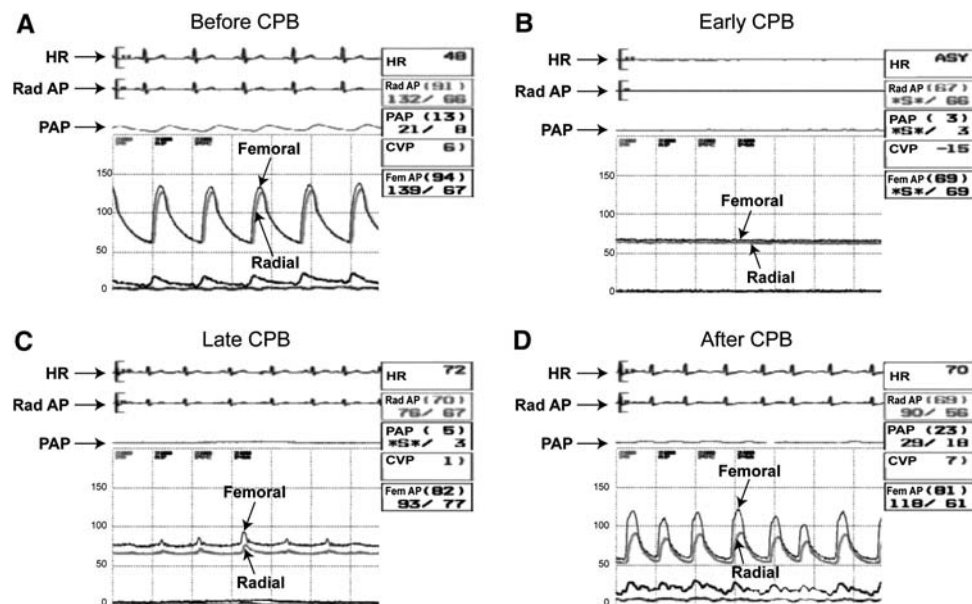 A Before CPB
HR
Rad AP
PAP
HR 48
Rad AP (91)
132/ 66
PAP (13)
21/ 8
CVP 6)
Fem AP (94)
139/ 67
Femoral
Radial
150
100
50
0
B Early CPB
HR
Rad AP
PAP
HR ASY
Rad AP (67)
*S*/ 66
PAP ( 3)
*S*/ 3
CVP -15
Fem AP (69)
*S*/ 69
Femoral
Radial
150
100
50
0
C Late CPB
HR
Rad AP
PAP
HR 72
Rad AP (70)
76/ 67
PAP ( 5)
*S*/ 3
CVP 1)
Fem AP (82)
93/ 77
Femoral
Radial
150
100
50
0
D After CPB
HR
Rad AP
PAP
HR 70
Rad AP (69)
90/ 56
PAP (23)
29/ 18
CVP 7)
Fem AP (81)
118/ 61
Femoral
Radial
150
100
50
0